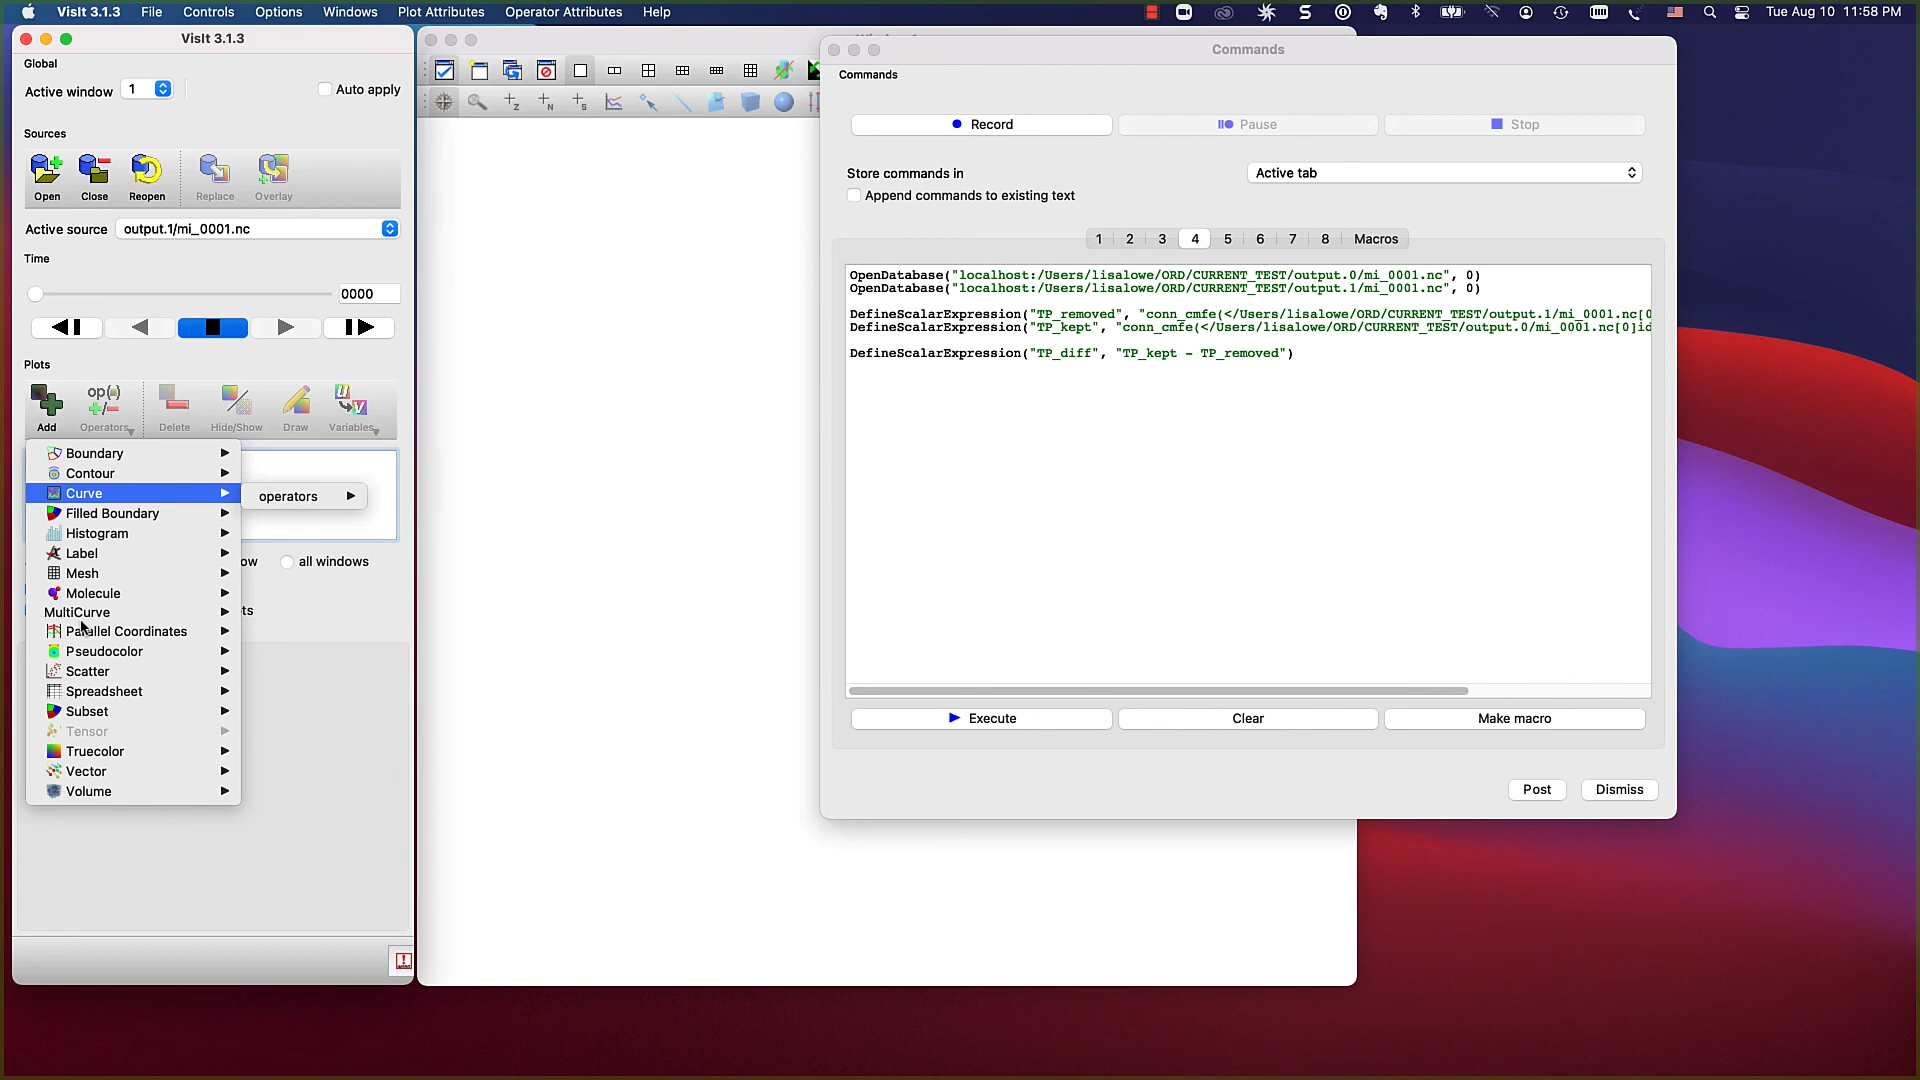 VisIt 3.1.3 File Controls Options Windows Plot Attributes Operator Attributes Help
Tue Aug 10 11:58 PM
VisIt 3.1.3
Global
Active window 1 Auto apply
Sources
Open Close Reopen Replace Overlay
Active source output.1/mi_0001.nc
Time
0000
Plots
op()
+/-
Add Operators Delete Hide/Show Draw Variables
Boundary
Contour
Curve
operators
Filled Boundary
Histogram
Label
Mesh
Molecule
MultiCurve
Parallel Coordinates
Pseudocolor
Scatter
Spreadsheet
Subset
Tensor
Truecolor
Vector
Volume
ow all windows
ts
Commands
Commands
Record Pause Stop
Store commands in Active tab
Append commands to existing text
1 2 3 4 5 6 7 8 Macros
OpenDatabase("localhost:/Users/lisalowe/ORD/CURRENT_TEST/output.0/mi_0001.nc", 0)
OpenDatabase("localhost:/Users/lisalowe/ORD/CURRENT_TEST/output.1/mi_0001.nc", 0)
DefineScalarExpression("TP_removed", "conn_cmfe(</Users/lisalowe/ORD/CURRENT_TEST/output.1/mi_0001.nc[0
DefineScalarExpression("TP_kept", "conn_cmfe(</Users/lisalowe/ORD/CURRENT_TEST/output.0/mi_0001.nc[0]id
DefineScalarExpression("TP_diff", "TP_kept - TP_removed")
Execute Clear Make macro
Post Dismiss